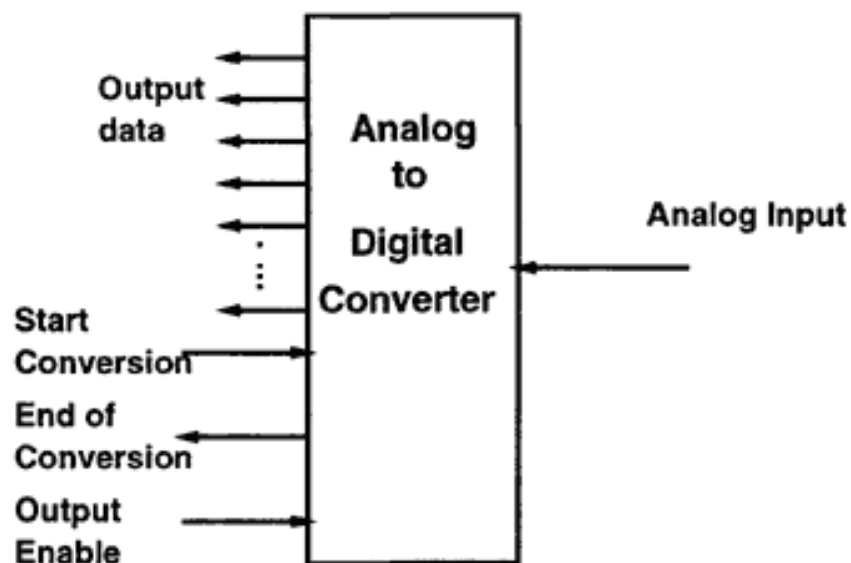 Output
data
Analog
to
Digital
Converter
Analog Input
Start
Conversion
End of
Conversion
Output
Enable